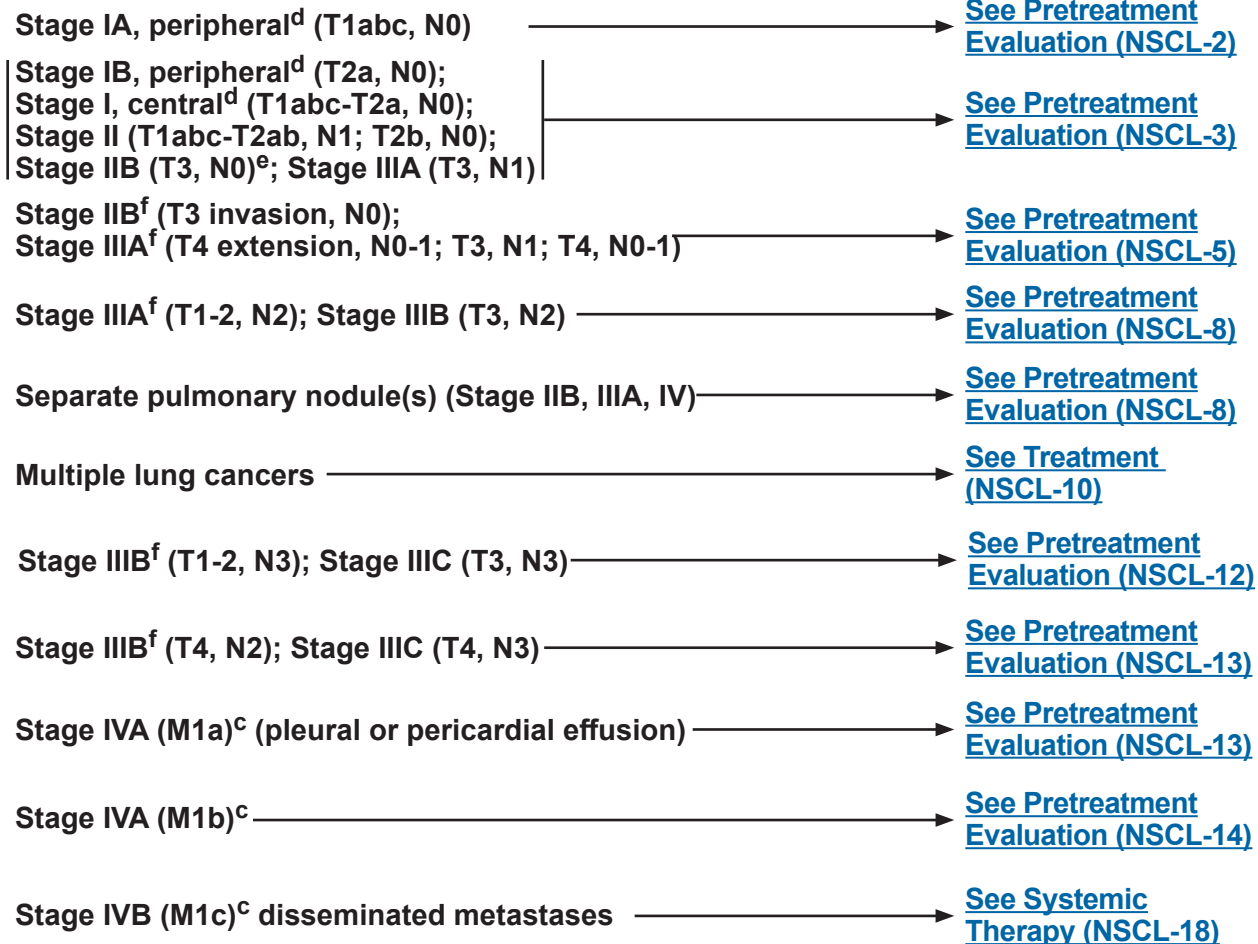 Stage IA, peripheral^d (T1abc, N0)
See Pretreatment
Evaluation (NSCL-2)
Stage IB, peripheral^d (T2a, N0);
Stage I, central^d (T1abc-T2a, N0);
Stage II (T1abc-T2ab, N1; T2b, N0);
Stage IIB (T3, N0)^e; Stage IIIA (T3, N1)
See Pretreatment
Evaluation (NSCL-3)
Stage IIB^f (T3 invasion, N0);
Stage IIIA^f (T4 extension, N0-1; T3, N1; T4, N0-1)
See Pretreatment
Evaluation (NSCL-5)
Stage IIIA^f (T1-2, N2); Stage IIIB (T3, N2)
See Pretreatment
Evaluation (NSCL-8)
Separate pulmonary nodule(s) (Stage IIB, IIIA, IV)
See Pretreatment
Evaluation (NSCL-8)
Multiple lung cancers
See Treatment
(NSCL-10)
Stage IIIB^f (T1-2, N3); Stage IIIC (T3, N3)
See Pretreatment
Evaluation (NSCL-12)
Stage IIIB^f (T4, N2); Stage IIIC (T4, N3)
See Pretreatment
Evaluation (NSCL-13)
Stage IVA (M1a)^c (pleural or pericardial effusion)
See Pretreatment
Evaluation (NSCL-13)
Stage IVA (M1b)^c
See Pretreatment
Evaluation (NSCL-14)
Stage IVB (M1c)^c disseminated metastases
See Systemic
Therapy (NSCL-18)